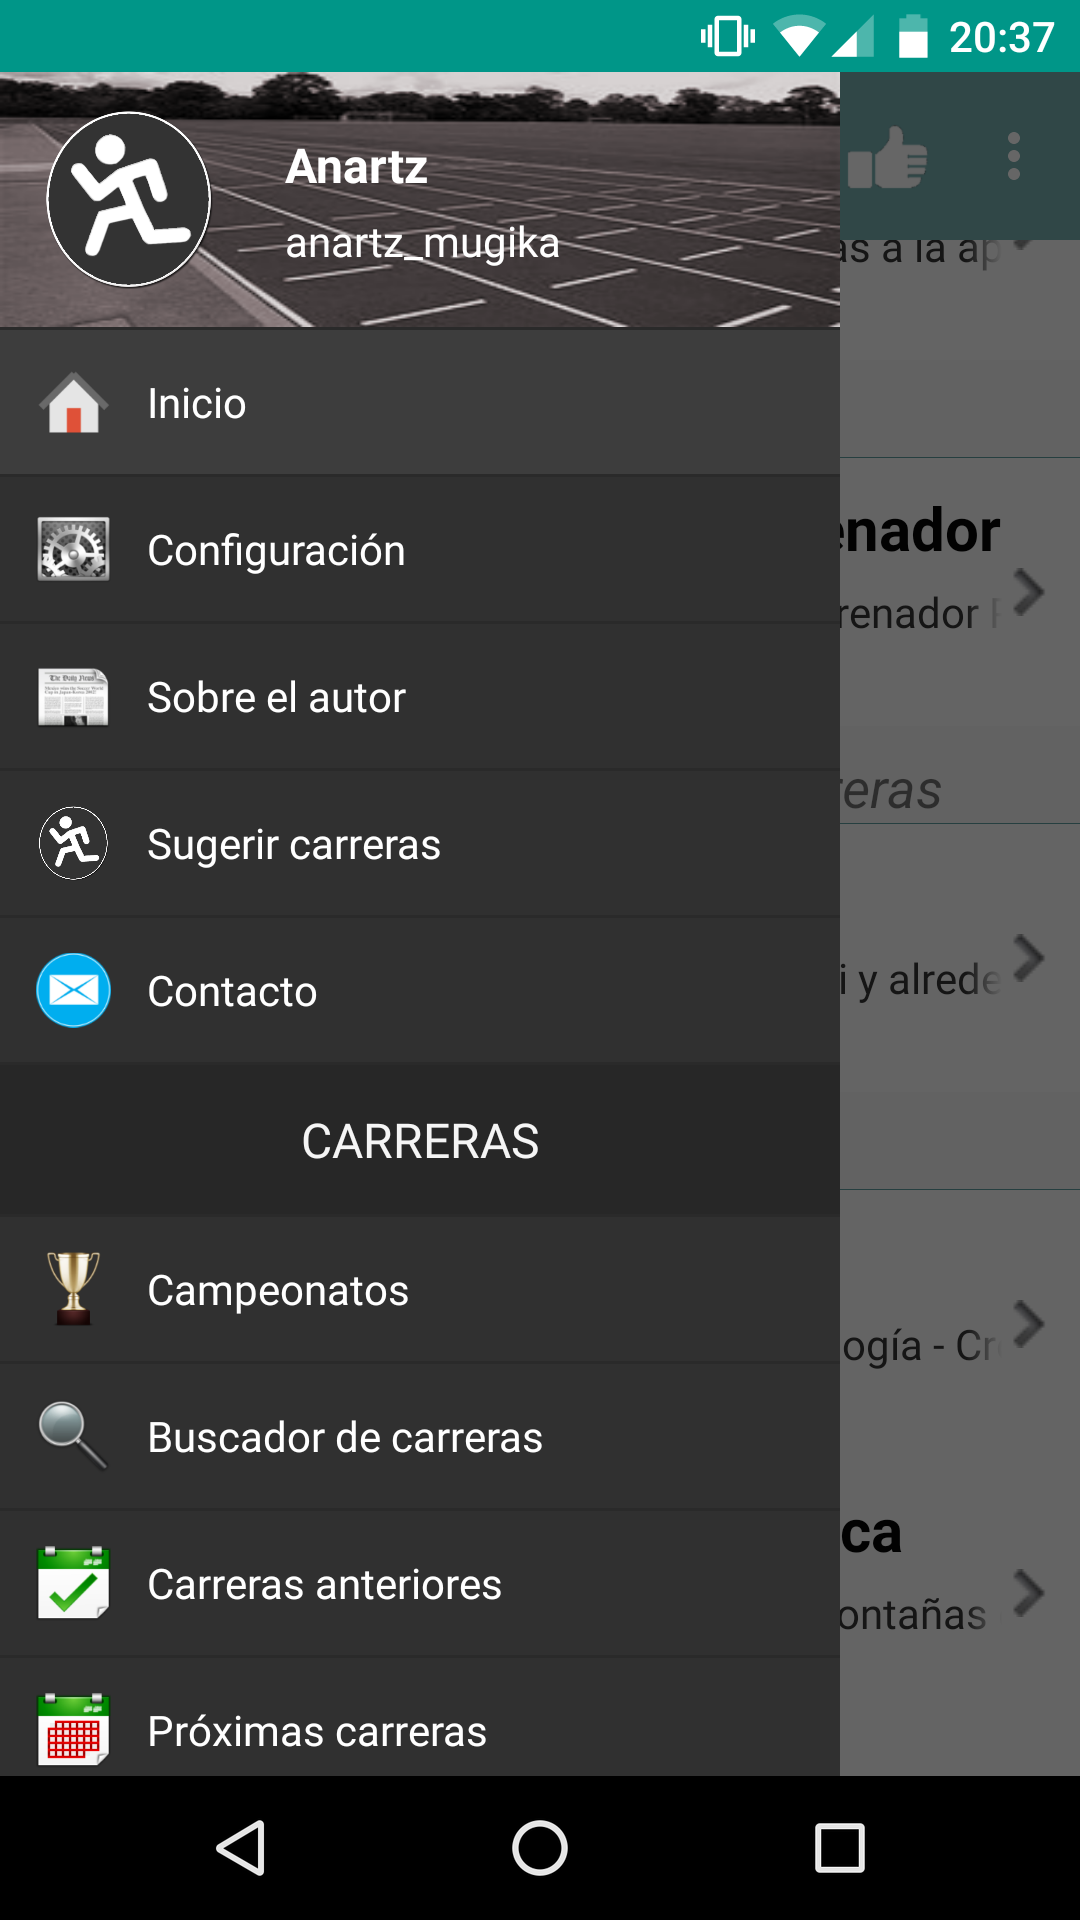 20:37
Anartz
anartz_mugika
as a la ap
Inicio
enador
Configuración
renador
Sobre el autor
eras
Sugerir carreras
i y alrede
Contacto
CARRERAS
Campeonatos
ogía - Cr
Buscador de carreras
ca
Carreras anteriores
ontañas
Próximas carreras